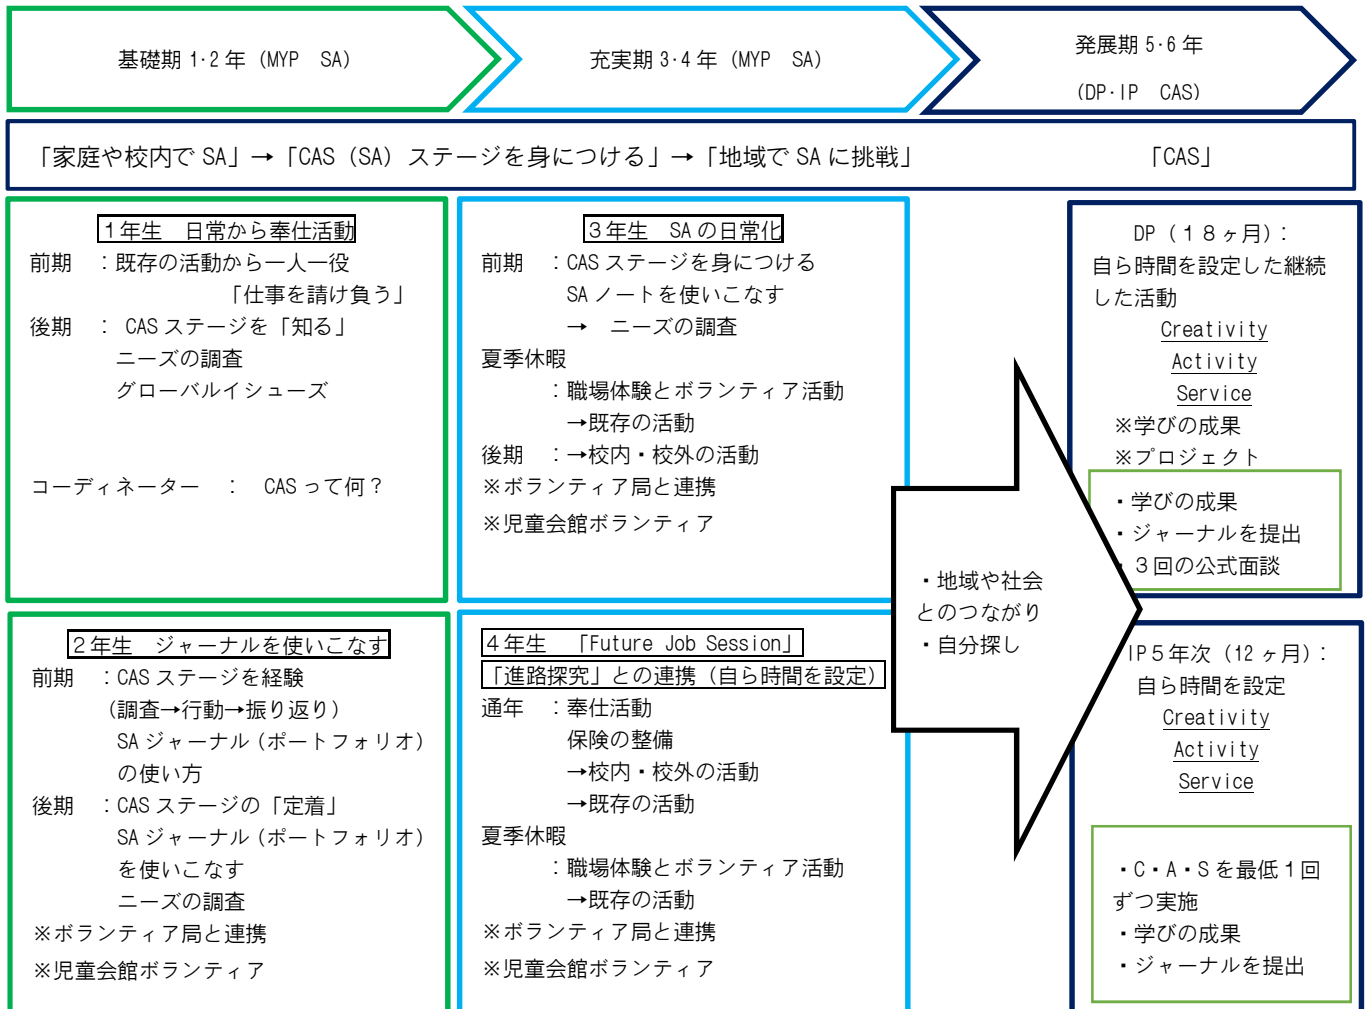 基礎期 1･2 年（MYP　SA）
充実期 3･4 年（MYP　SA）
発展期 5･6 年
（DP･IP　CAS）
「家庭や校内で SA」→「CAS（SA）ステージを身につける」→「地域で SA に挑戦」　「CAS」
１年生　日常から奉仕活動
前期　：既存の活動から一人一役
「仕事を請け負う」
後期　： CAS ステージを「知る」
ニーズの調査
グローバルイシューズ
コーディネーター　：　CAS って何？
２年生　ジャーナルを使いこなす
前期　：CAS ステージを経験
（調査→行動→振り返り）
SA ジャーナル（ポートフォリオ）
の使い方
後期　：CAS ステージの「定着」
SA ジャーナル（ポートフォリオ）
を使いこなす
ニーズの調査
※ボランティア局と連携
※児童会館ボランティア
３年生　SA の日常化
前期　：CAS ステージを身につける
SA ノートを使いこなす
→　ニーズの調査
夏季休暇
：職場体験とボランティア活動
→既存の活動
後期　：→校内・校外の活動
※ボランティア局と連携
※児童会館ボランティア
４年生　「Future Job Session」
「進路探究」との連携（自ら時間を設定）
通年　：奉仕活動
保険の整備
→校内・校外の活動
→既存の活動
夏季休暇
：職場体験とボランティア活動
→既存の活動
※ボランティア局と連携
※児童会館ボランティア
・地域や社会
とのつながり
・自分探し
DP（１８ヶ月）：
自ら時間を設定した継続
した活動
Creativity
Activity
Service
※学びの成果
※プロジェクト
・学びの成果
・ジャーナルを提出
・３回の公式面談
IP５年次（12 ヶ月）：
自ら時間を設定
Creativity
Activity
Service
・C・A・S を最低１回
ずつ実施
・学びの成果
・ジャーナルを提出